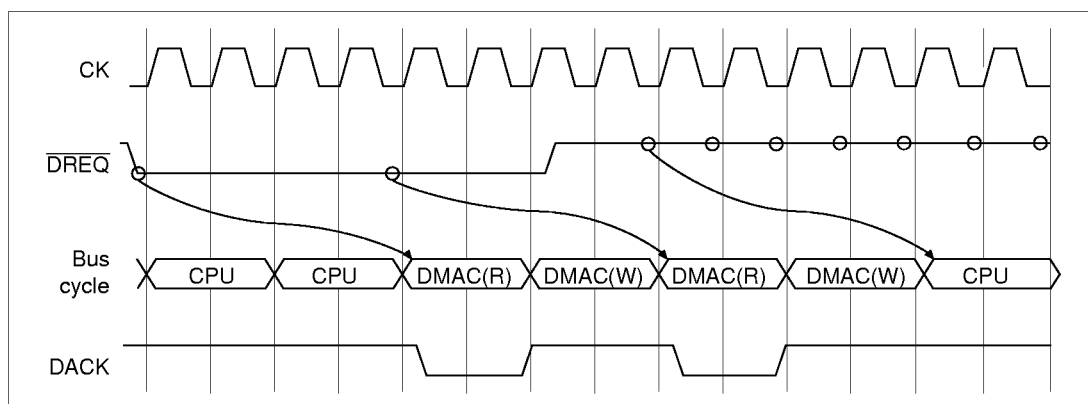 CK
DREQ
Bus cycle
CPU CPU DMAC(R) DMAC(W) DMAC(R) DMAC(W) CPU
DACK